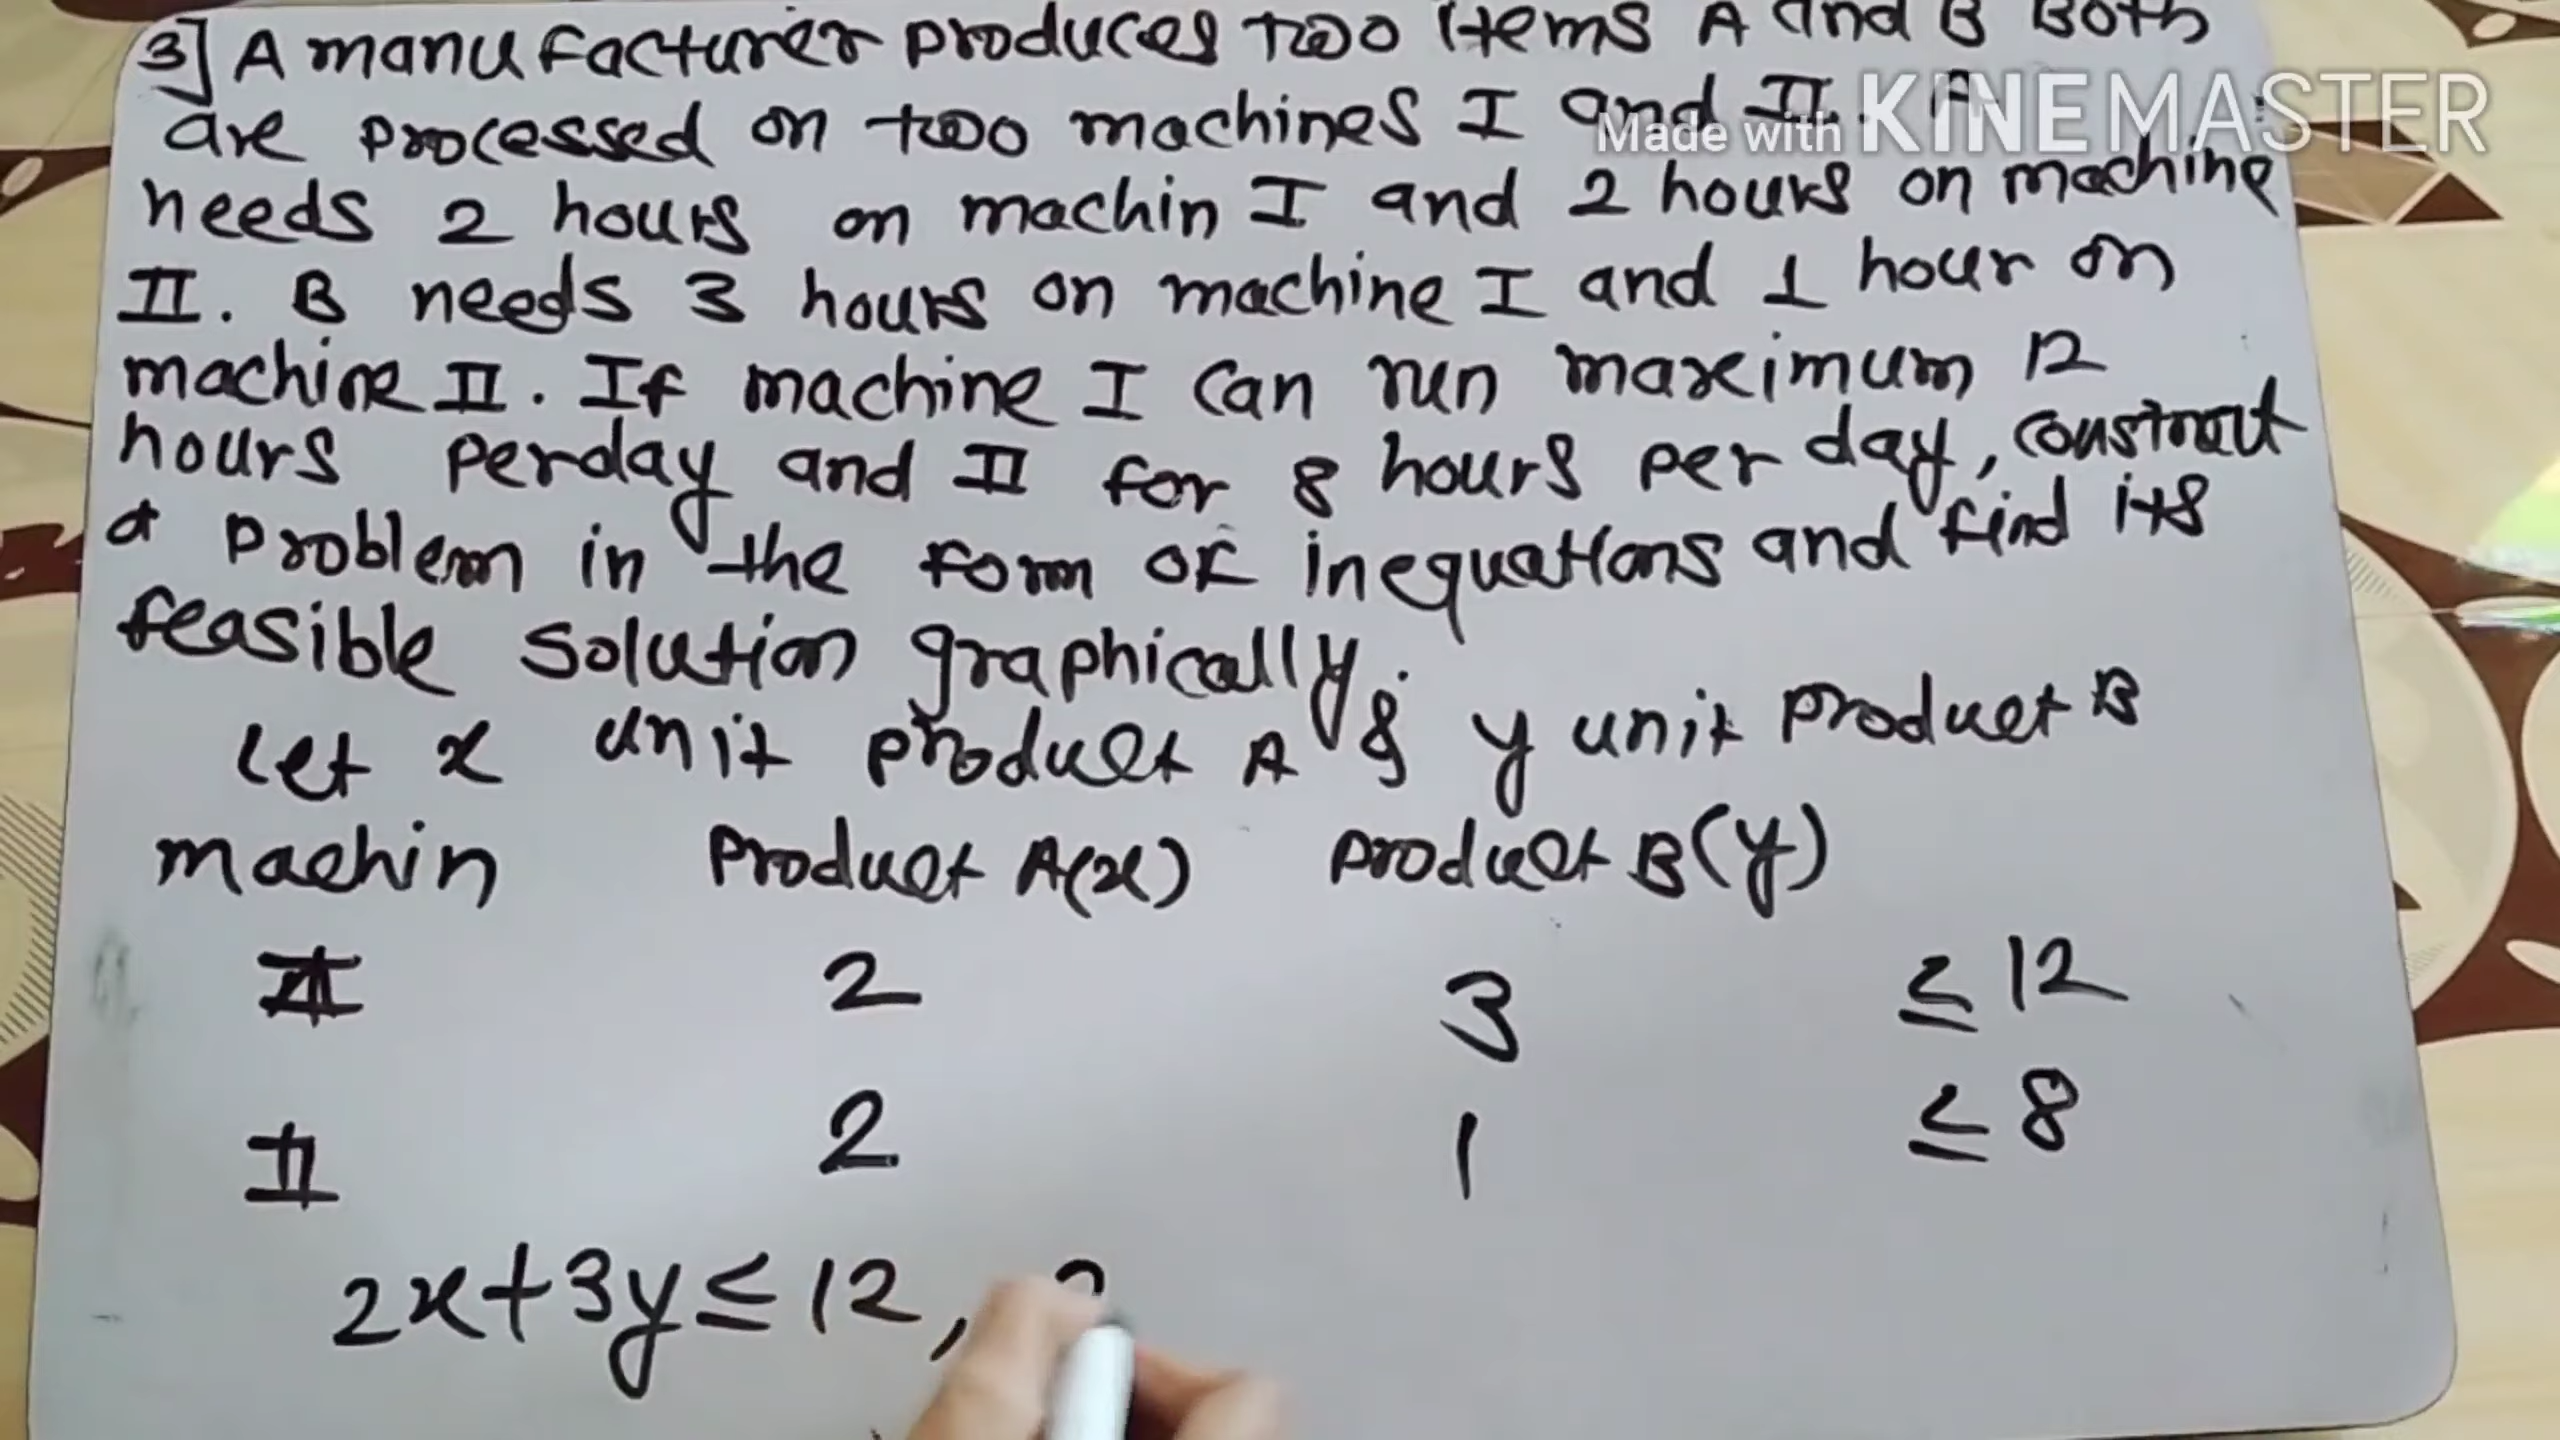 3] A manufacturer produces two items A and B Both
are processed on two machines I and II. A
Made with KINEMASTER
needs 2 hours on machin I and 2 hours on machine
II. B needs 3 hours on machine I and 1 hour on
machine II. If machine I can run maximum 12
hours perday and II for 8 hours per day, construct
a problem in the form of inequations and find its
feasible solution graphically.
Let x unit product A & y unit product B
machin product A(x) product B(y)
2 3 ≤ 12
II 2 1 ≤ 8
2x+3y≤12, 2